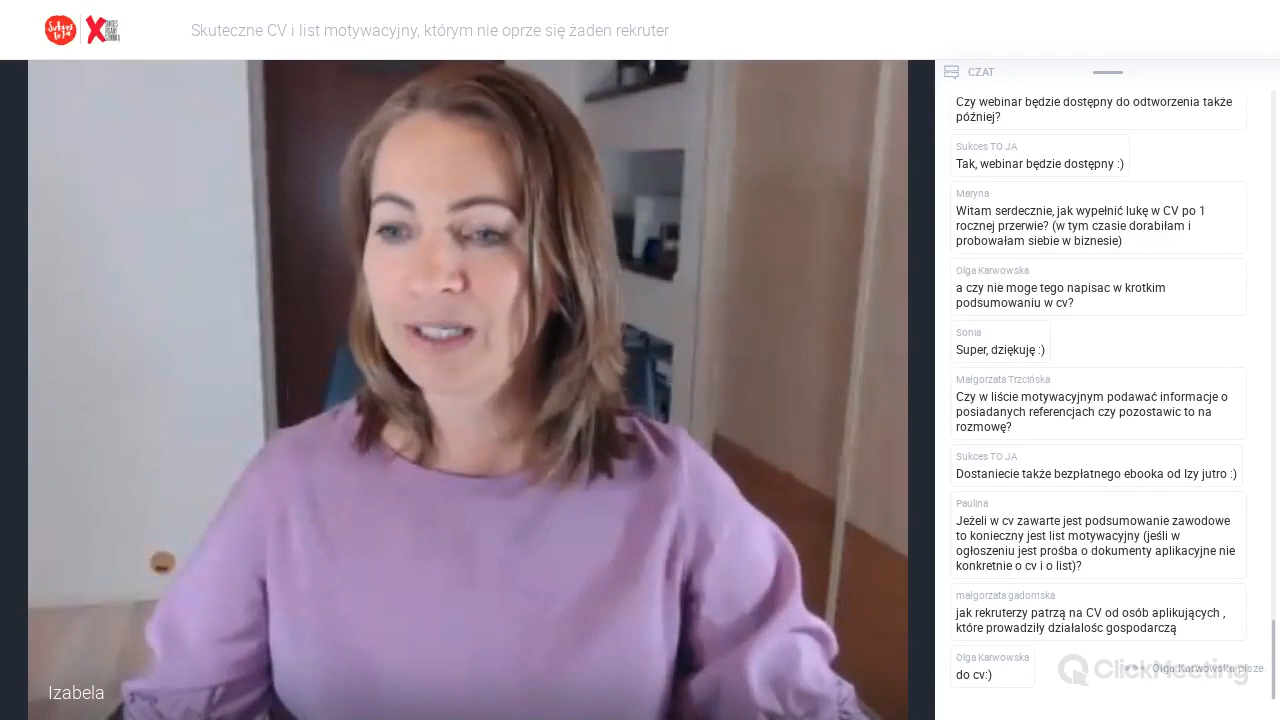 Sukces to Ja
Skuteczne CV i list motywacyjny, którym nie oprze się żaden rekruter
CZAT
Czy webinar będzie dostępny do odtworzenia także
później?
Sukces TO JA
Tak, webinar będzie dostępny :)
Maryna
Witam serdecznie, jak wypełnić lukę w CV po 1
rocznej przerwie? (w tym czasie dorabiłam i
probowałam siebie w biznesie)
Olga Karwowska
a czy nie moge tego napisac w krotkim
podsumowaniu w cv?
Sonia
Super, dziękuję :)
Małgorzata Trzcińska
Czy w liście motywacyjnym podawać informacje o
posiadanych referencjach czy pozostawic to na
rozmowę?
Sukces TO JA
Dostaniecie także bezpłatnego ebooka od Izy jutro :)
Paulina
Jeżeli w cv zawarte jest podsumowanie zawodowe
to konieczny jest list motywacyjny (jeśli w
ogłoszeniu jest prośba o dokumenty aplikacyjne nie
konkretnie o cv i o list)?
małgorzata gadomska
jak rekruterzy patrzą na CV od osób aplikujących ,
które prowadziły działalośc gospodarczą
Olga Karwowska
do cv:)
Olga Karwowska pisze
ClickMeeting
Izabela